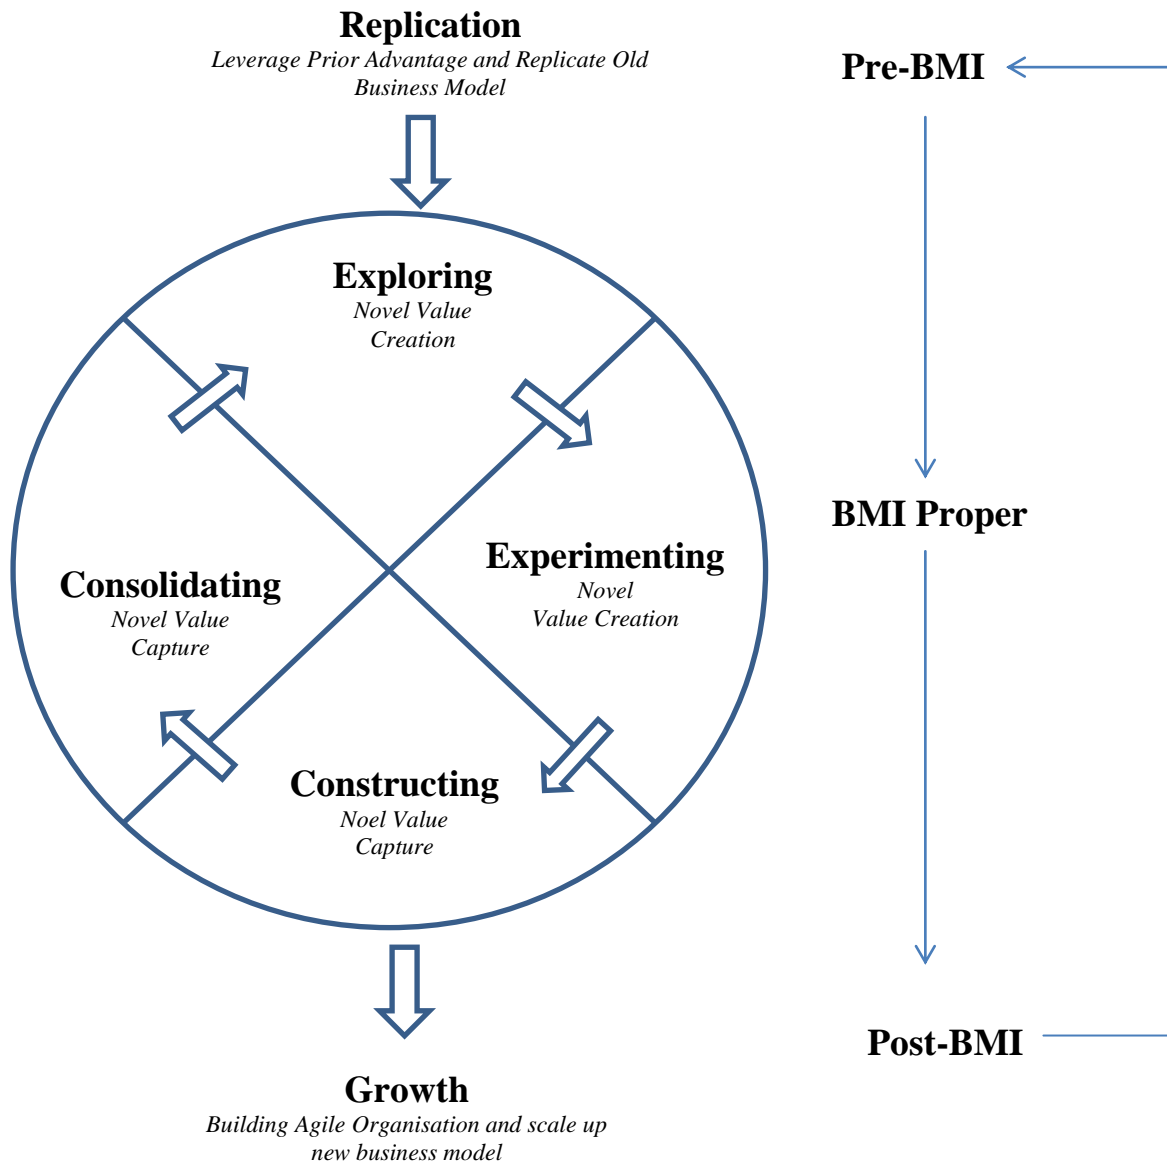 Replication
Leverage Prior Advantage and Replicate Old
Business Model
Pre-BMI
Exploring
Novel Value
Creation
BMI Proper
Experimenting
Novel
Value Creation
Consolidating
Novel Value
Capture
Constructing
Noel Value
Capture
Post-BMI
Growth
Building Agile Organisation and scale up
new business model